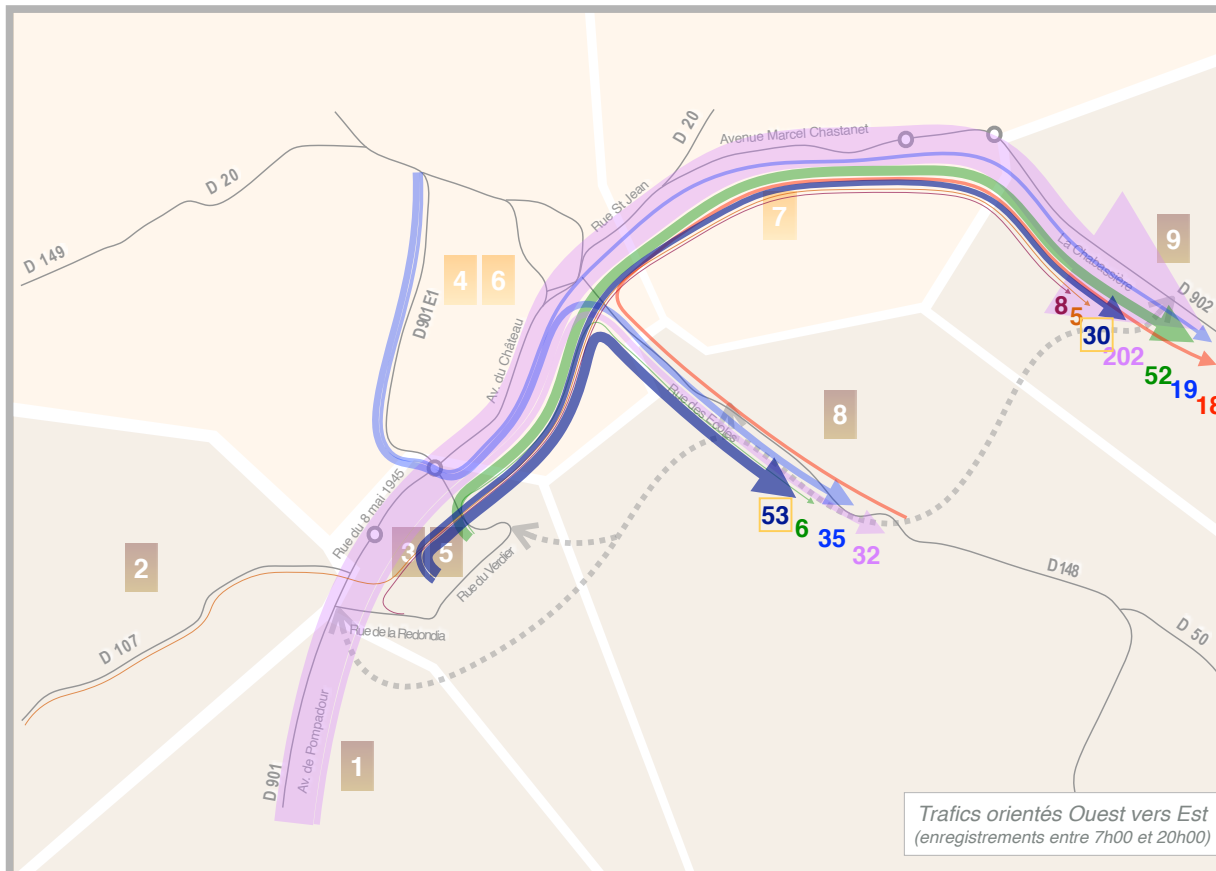 D 20
Avenue Marcel Chastanet
D 20
Rue St Jean
7
9
D 149
La Chabassière
4
6
D 902
D901E1
8
5
30
202
52
19
18
Av. du Château
Rue des Ecoles
8
Rue du 8 mai 1945
53
6
35
32
3
5
2
Rue du Verdier
D148
Rue de la Redondia
D 107
D 50
Av. de Pompadour
1
D 901
Trafics orientés Ouest vers Est
(enregistrements entre 7h00 et 20h00)